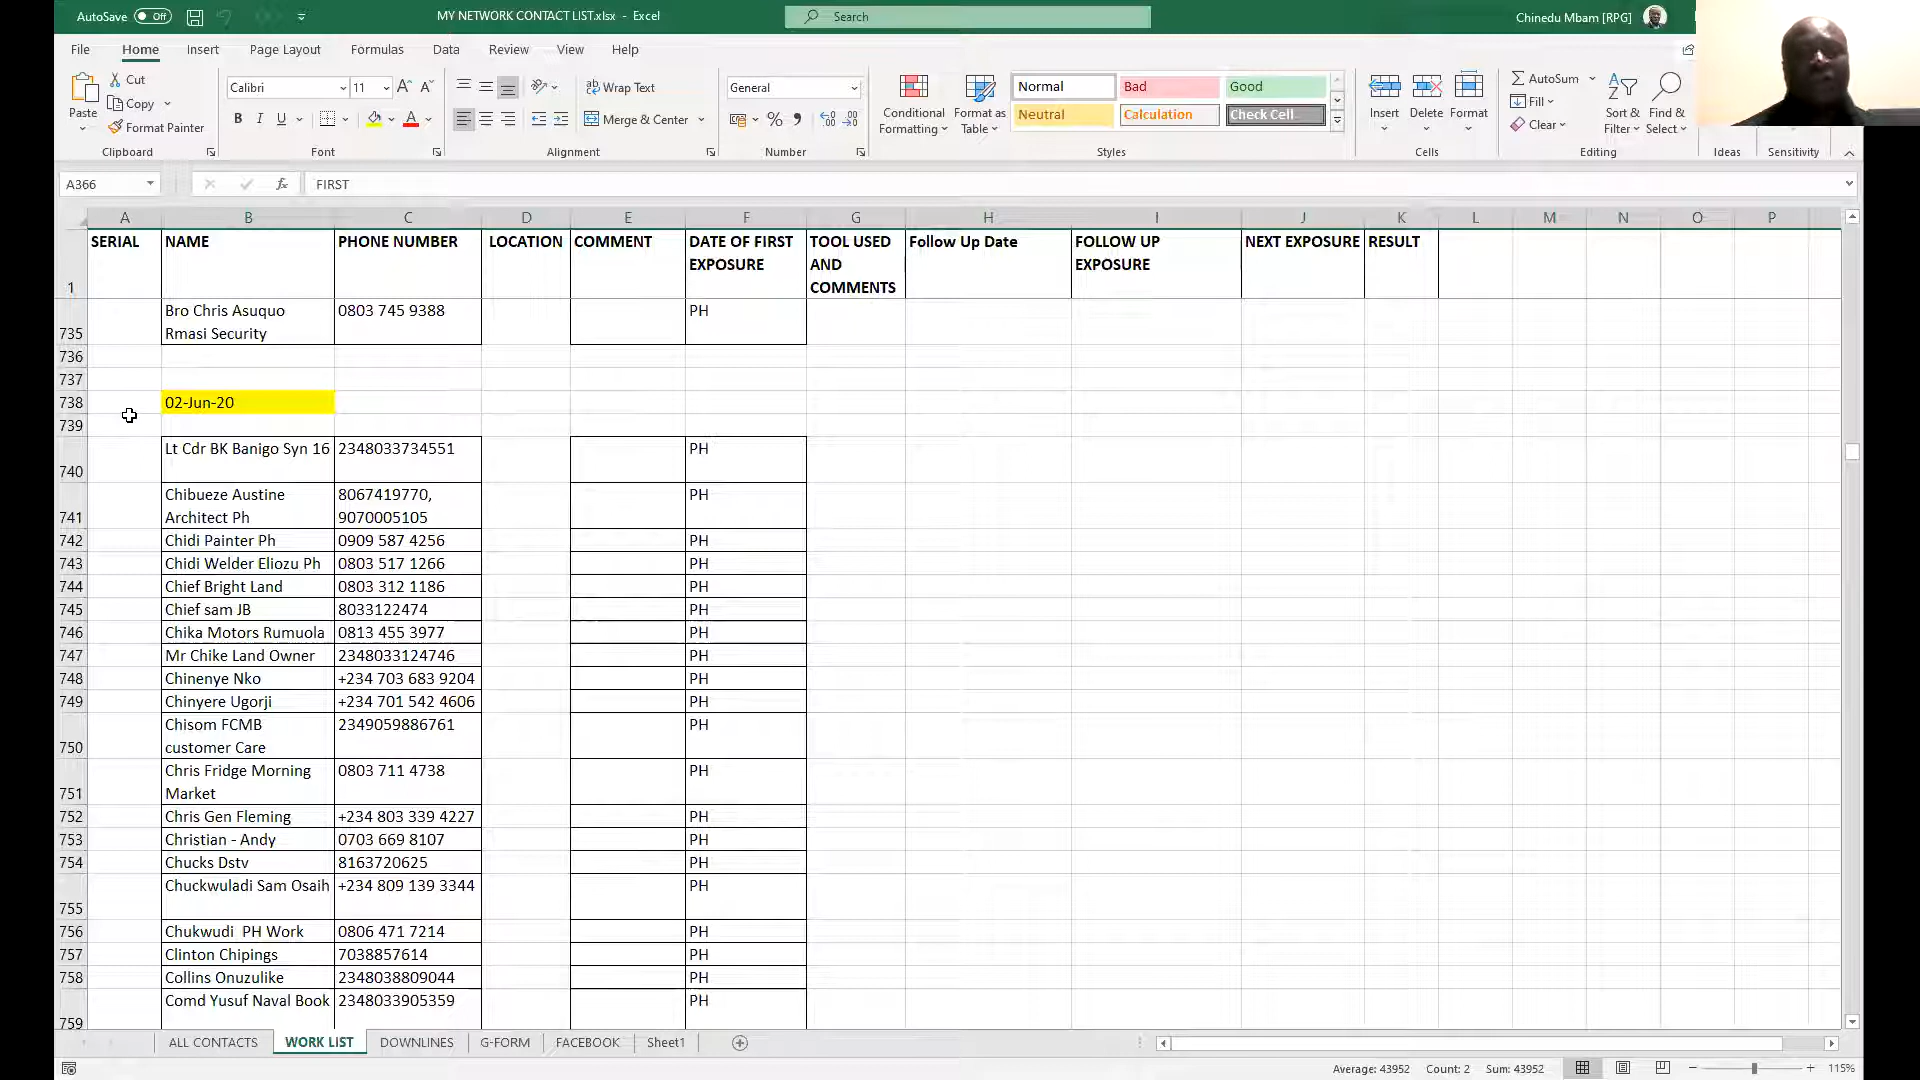 AutoSave Off
MY NETWORK CONTACT LIST.xlsx - Excel
Search
Chinedu Mbam [RPG]
File Home Insert Page Layout Formulas Data Review View Help
Paste
Cut
Copy
Format Painter
Clipboard
Calibri 11
B I U
Font
Wrap Text
Merge & Center
Alignment
General
Number
Conditional Formatting
Format as Table
Normal Bad Good
Neutral Calculation Check Cell
Styles
Insert Delete Format
Cells
AutoSum
Fill
Clear
Sort & Filter
Find & Select
Editing
Ideas
Sensitivity
A366 fx FIRST
A B C D E F G H I J K L M N O P
1 SERIAL NAME PHONE NUMBER LOCATION COMMENT DATE OF FIRST EXPOSURE TOOL USED AND COMMENTS Follow Up Date FOLLOW UP EXPOSURE NEXT EXPOSURE RESULT
735 Bro Chris Asuquo Rmasi Security 0803 745 9388 PH
736
737
738 02-Jun-20
739
740 Lt Cdr BK Banigo Syn 16 2348033734551 PH
741 Chibueze Austine Architect Ph 8067419770, 9070005105 PH
742 Chidi Painter Ph 0909 587 4256 PH
743 Chidi Welder Eliozu Ph 0803 517 1266 PH
744 Chief Bright Land 0803 312 1186 PH
745 Chief sam JB 8033122474 PH
746 Chika Motors Rumuola 0813 455 3977 PH
747 Mr Chike Land Owner 2348033124746 PH
748 Chinenye Nko +234 703 683 9204 PH
749 Chinyere Ugorji +234 701 542 4606 PH
750 Chisom FCMB customer Care 2349059886761 PH
751 Chris Fridge Morning Market 0803 711 4738 PH
752 Chris Gen Fleming +234 803 339 4227 PH
753 Christian - Andy 0703 669 8107 PH
754 Chucks Dstv 8163720625 PH
755 Chuckwuladi Sam Osaih +234 809 139 3344 PH
756 Chukwudi PH Work 0806 471 7214 PH
757 Clinton Chipings 7038857614 PH
758 Collins Onuzulike 2348038809044 PH
759 Comd Yusuf Naval Book 2348033905359 PH
ALL CONTACTS WORK LIST DOWNLINES G-FORM FACEBOOK Sheet1
Average: 43952 Count: 2 Sum: 43952 115%